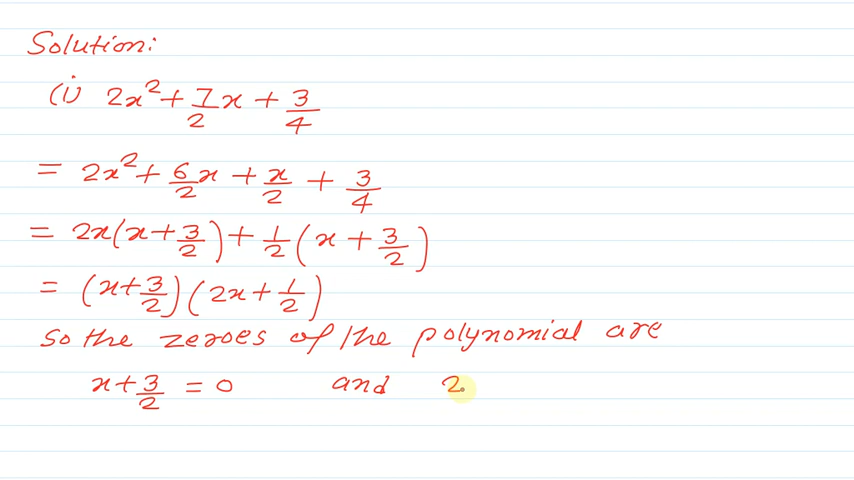 Solution:
(i) 2x² + 7/2 x + 3/4
= 2x² + 6/2 x + x/2 + 3/4
= 2x(x + 3/2) + 1/2 (x + 3/2)
= (x + 3/2)(2x + 1/2)
So the zeroes of the polynomial are
x + 3/2 = 0 and 2